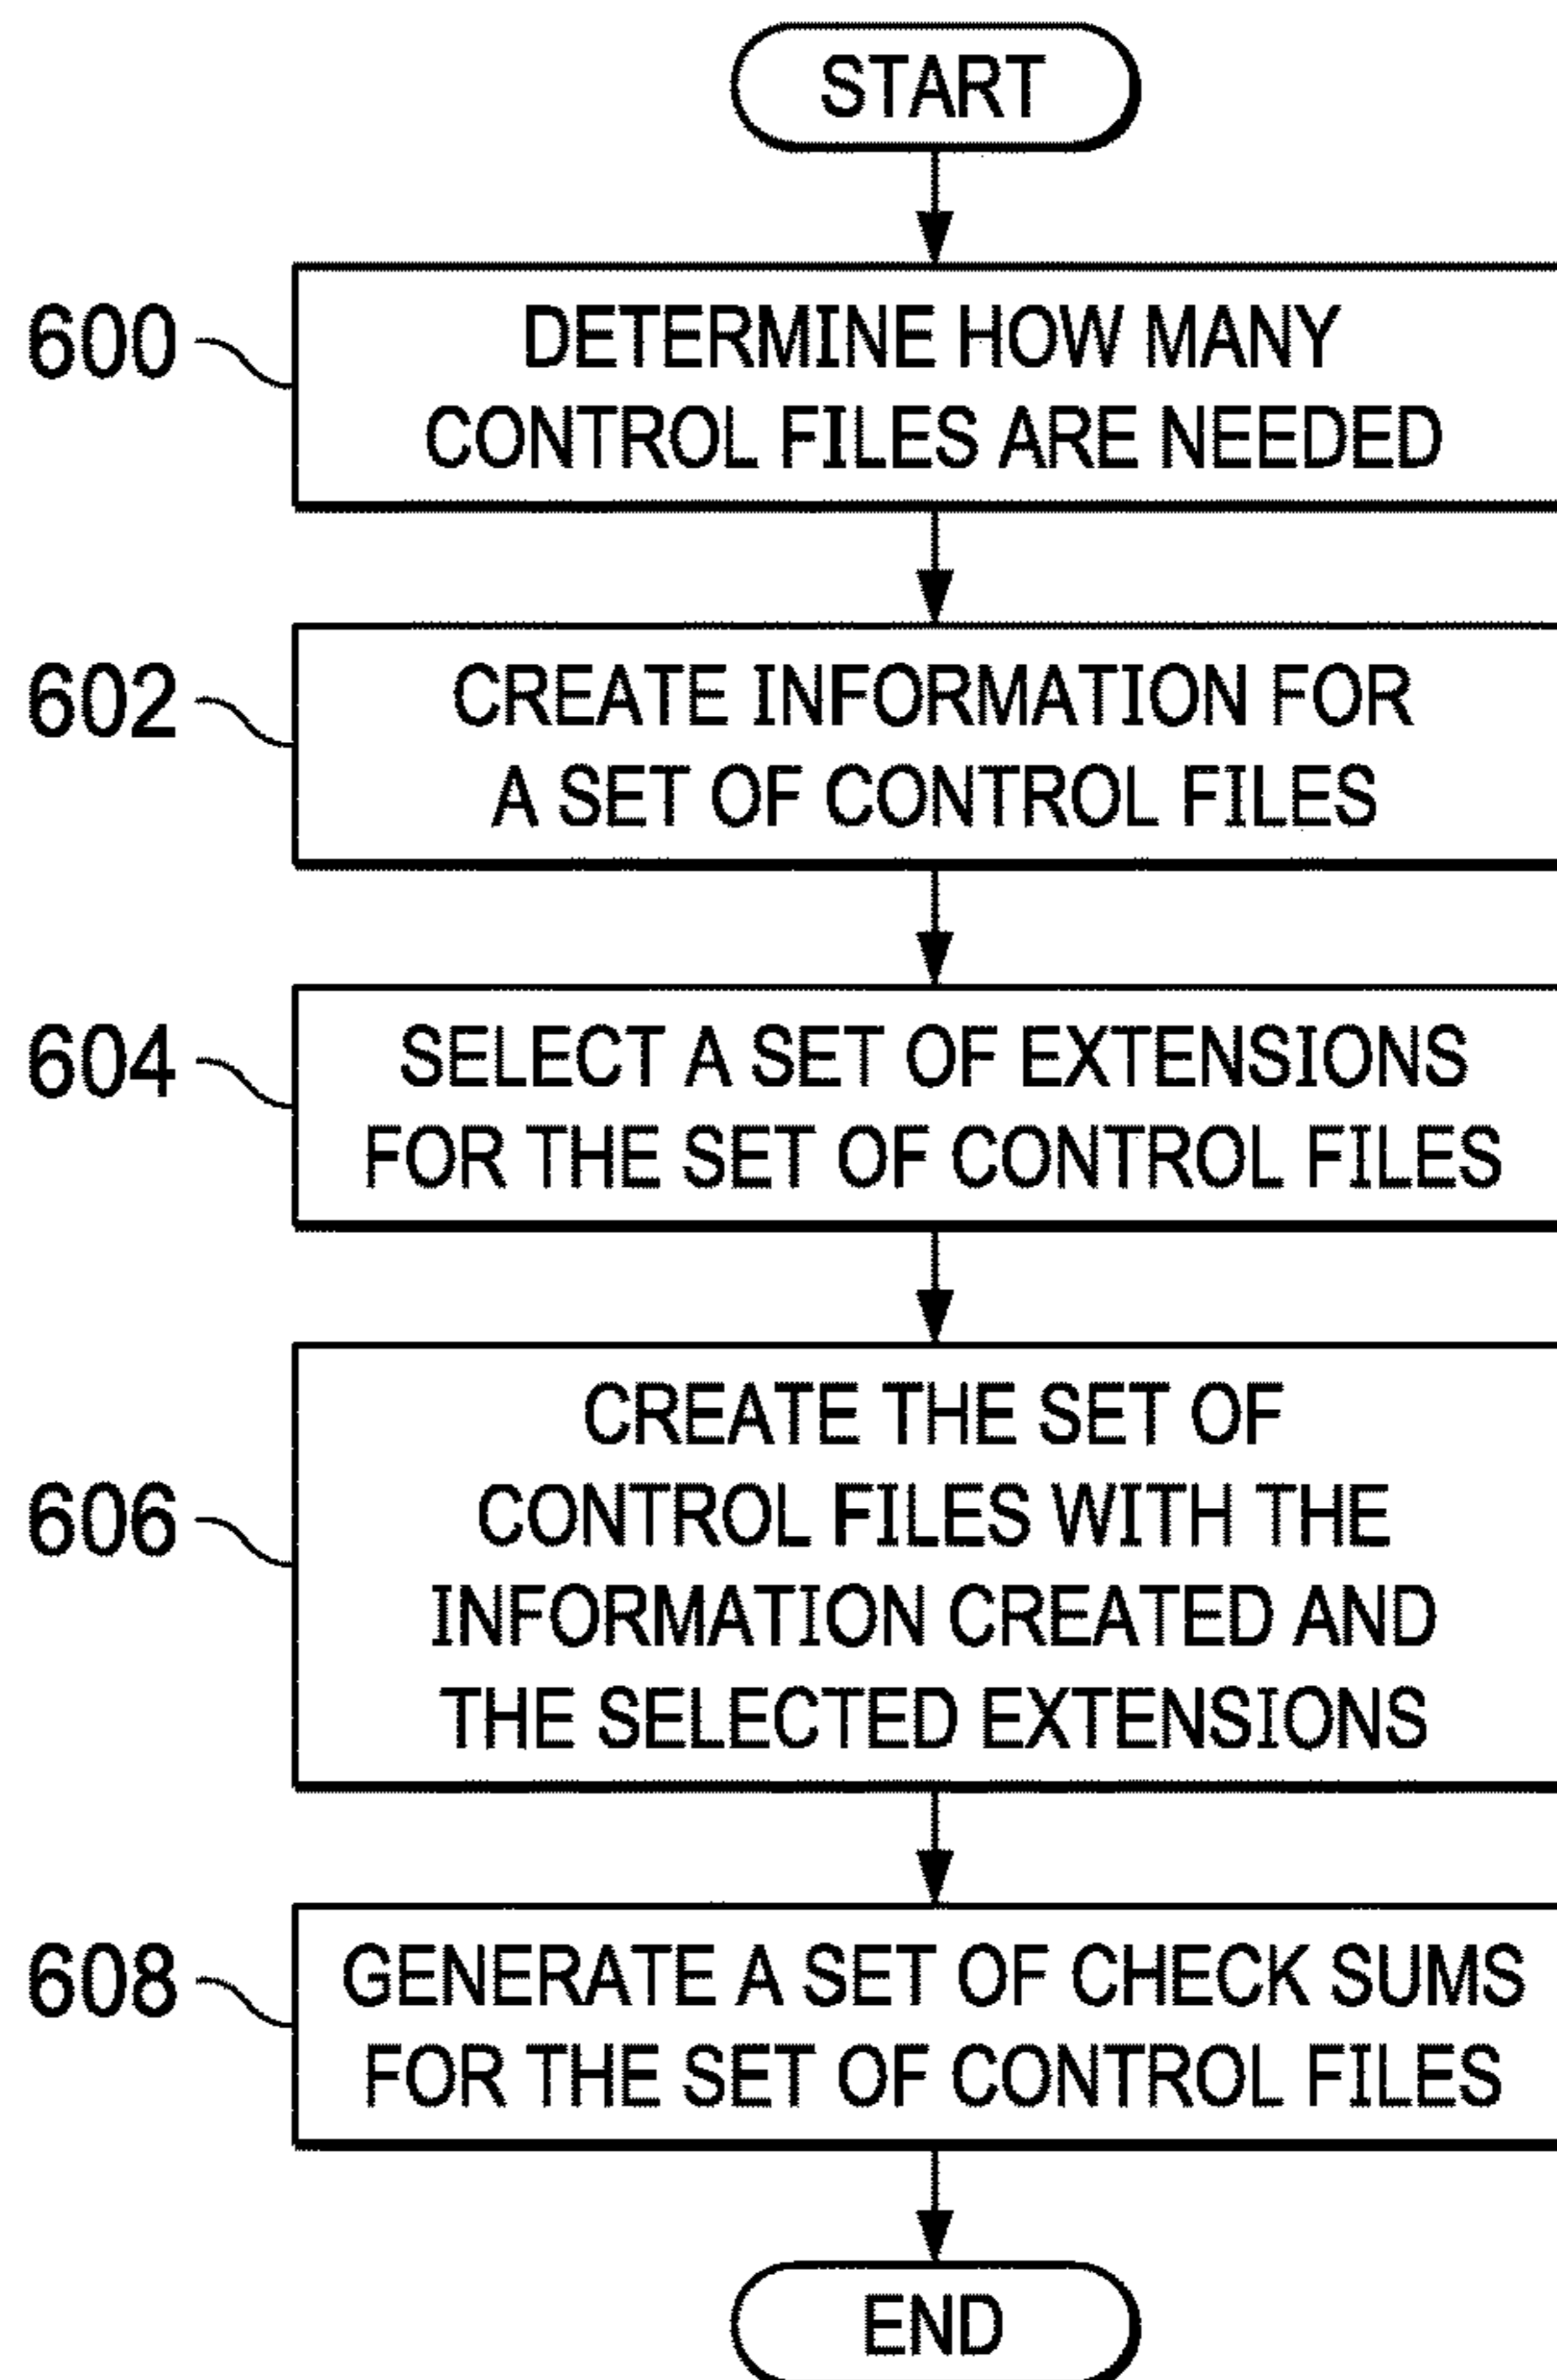 START
600
DETERMINE HOW MANY
CONTROL FILES ARE NEEDED
602
CREATE INFORMATION FOR
A SET OF CONTROL FILES
604
SELECT A SET OF EXTENSIONS
FOR THE SET OF CONTROL FILES
606
CREATE THE SET OF
CONTROL FILES WITH THE
INFORMATION CREATED AND
THE SELECTED EXTENSIONS
608
GENERATE A SET OF CHECK SUMS
FOR THE SET OF CONTROL FILES
END